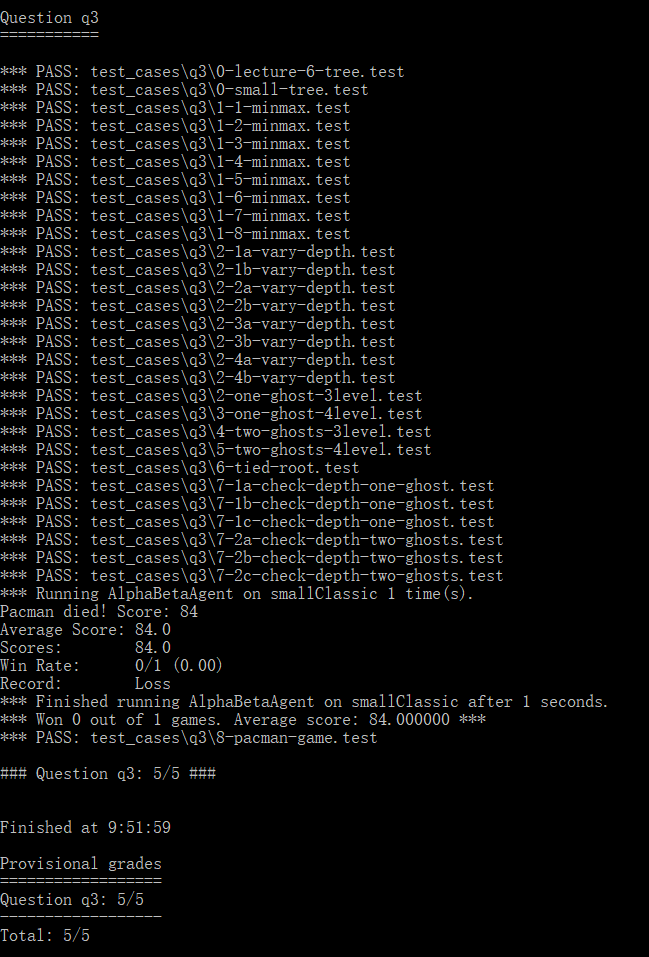 Question q3
===========
*** PASS: test_cases\q3\0-lecture-6-tree.test
*** PASS: test_cases\q3\0-small-tree.test
*** PASS: test_cases\q3\1-1-minmax.test
*** PASS: test_cases\q3\1-2-minmax.test
*** PASS: test_cases\q3\1-3-minmax.test
*** PASS: test_cases\q3\1-4-minmax.test
*** PASS: test_cases\q3\1-5-minmax.test
*** PASS: test_cases\q3\1-6-minmax.test
*** PASS: test_cases\q3\1-7-minmax.test
*** PASS: test_cases\q3\1-8-minmax.test
*** PASS: test_cases\q3\2-1a-vary-depth.test
*** PASS: test_cases\q3\2-1b-vary-depth.test
*** PASS: test_cases\q3\2-2a-vary-depth.test
*** PASS: test_cases\q3\2-2b-vary-depth.test
*** PASS: test_cases\q3\2-3a-vary-depth.test
*** PASS: test_cases\q3\2-3b-vary-depth.test
*** PASS: test_cases\q3\2-4a-vary-depth.test
*** PASS: test_cases\q3\2-4b-vary-depth.test
*** PASS: test_cases\q3\2-one-ghost-3level.test
*** PASS: test_cases\q3\3-one-ghost-4level.test
*** PASS: test_cases\q3\4-two-ghosts-3level.test
*** PASS: test_cases\q3\5-two-ghosts-4level.test
*** PASS: test_cases\q3\6-tied-root.test
*** PASS: test_cases\q3\7-1a-check-depth-one-ghost.test
*** PASS: test_cases\q3\7-1b-check-depth-one-ghost.test
*** PASS: test_cases\q3\7-1c-check-depth-one-ghost.test
*** PASS: test_cases\q3\7-2a-check-depth-two-ghosts.test
*** PASS: test_cases\q3\7-2b-check-depth-two-ghosts.test
*** PASS: test_cases\q3\7-2c-check-depth-two-ghosts.test
*** Running AlphaBetaAgent on smallClassic 1 time(s).
Pacman died! Score: 84
Average Score: 84.0
Scores:        84.0
Win Rate:      0/1 (0.00)
Record:        Loss
*** Finished running AlphaBetaAgent on smallClassic after 1 seconds.
*** Won 0 out of 1 games. Average score: 84.000000 ***
*** PASS: test_cases\q3\8-pacman-game.test
### Question q3: 5/5 ###
Finished at 9:51:59
Provisional grades
==================
Question q3: 5/5
------------------
Total: 5/5